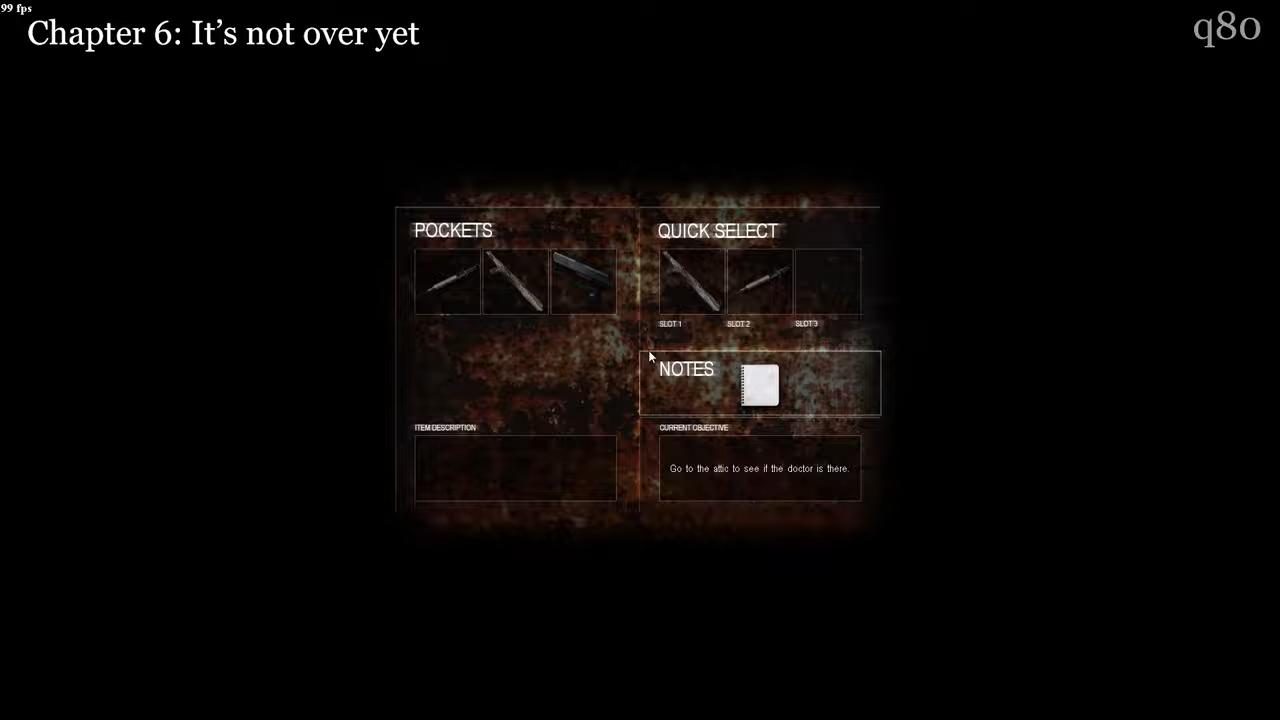 99 fps
Chapter 6: It's not over yet
q80
POCKETS
QUICK SELECT
SLOT 1
SLOT 2
SLOT 3
NOTES
ITEM DESCRIPTION
CURRENT OBJECTIVE
Go to the attic to see if the doctor is there.